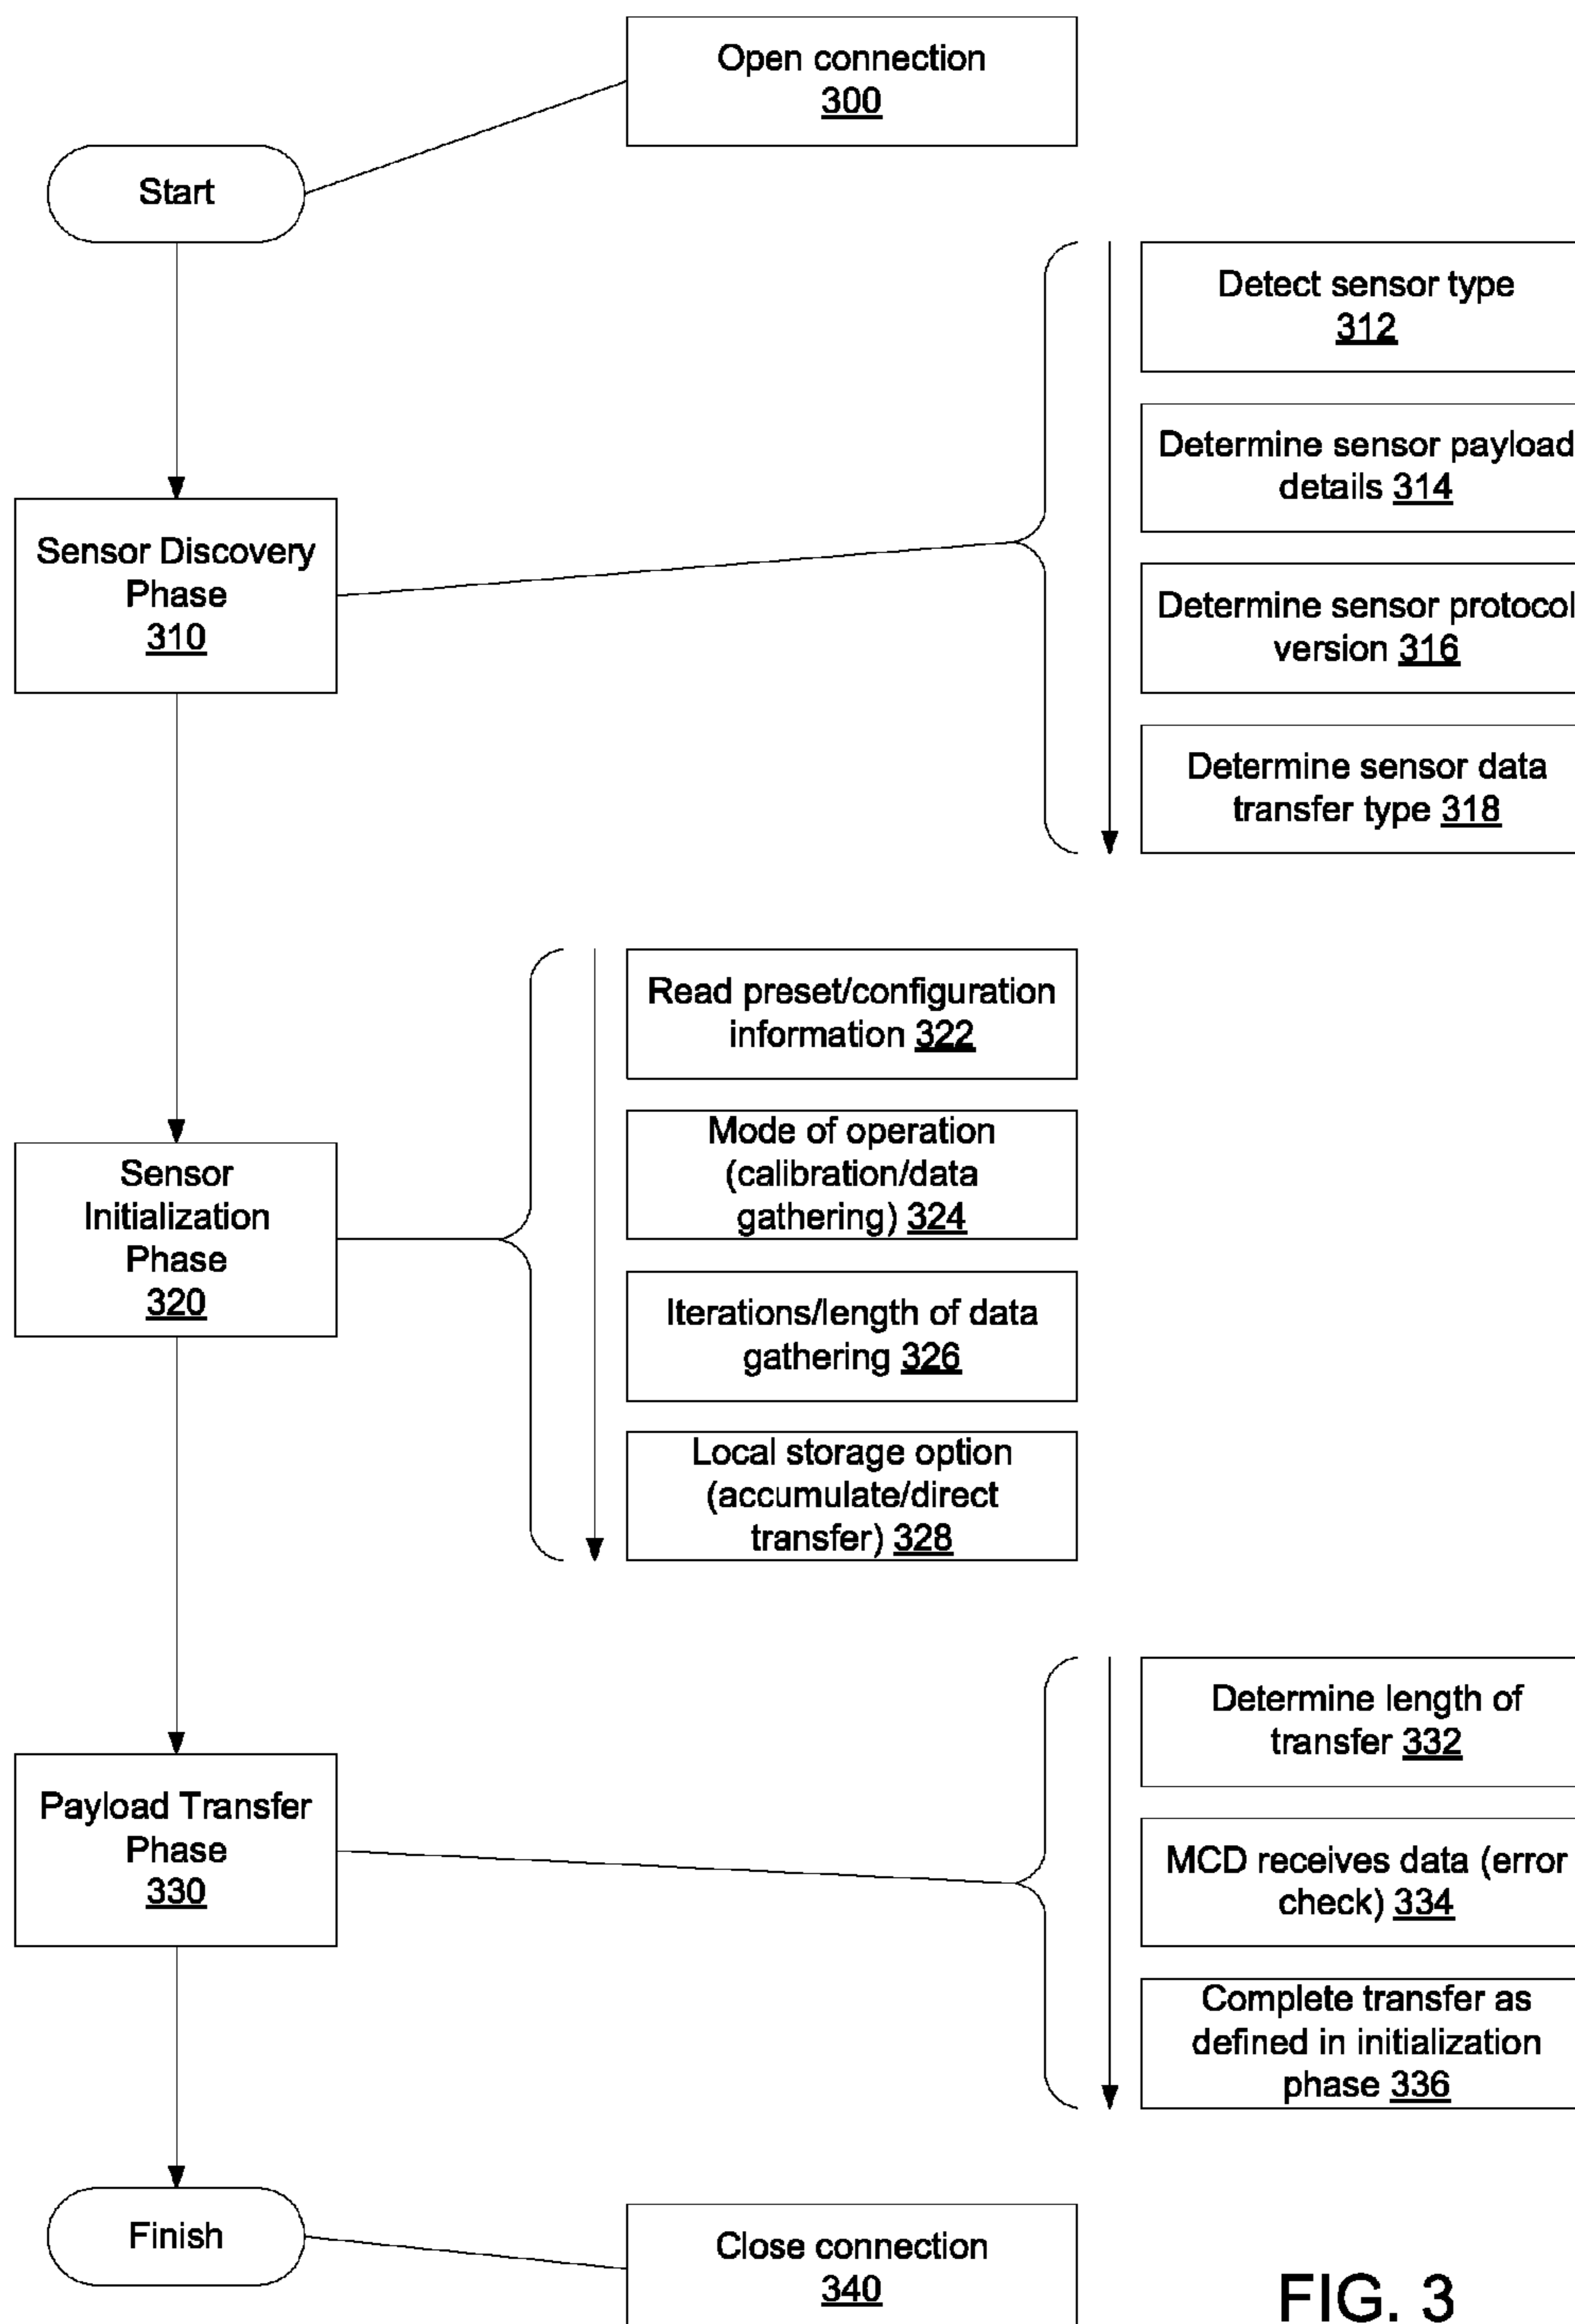 Open connection
300
Start
Detect sensor type
312
Determine sensor payload
details 314
Sensor Discovery
Phase
310
Determine sensor protocol
version 316
Determine sensor data
transfer type 318
Read preset/configuration
information 322
Mode of operation
(calibration/data
gathering) 324
Sensor
Initialization
Phase
320
Iterations/length of data
gathering 326
Local storage option
(accumulate/direct
transfer) 328
Determine length of
transfer 332
Payload Transfer
Phase
330
MCD receives data (error
check) 334
Complete transfer as
defined in initialization
phase 336
Finish
Close connection
340
FIG. 3